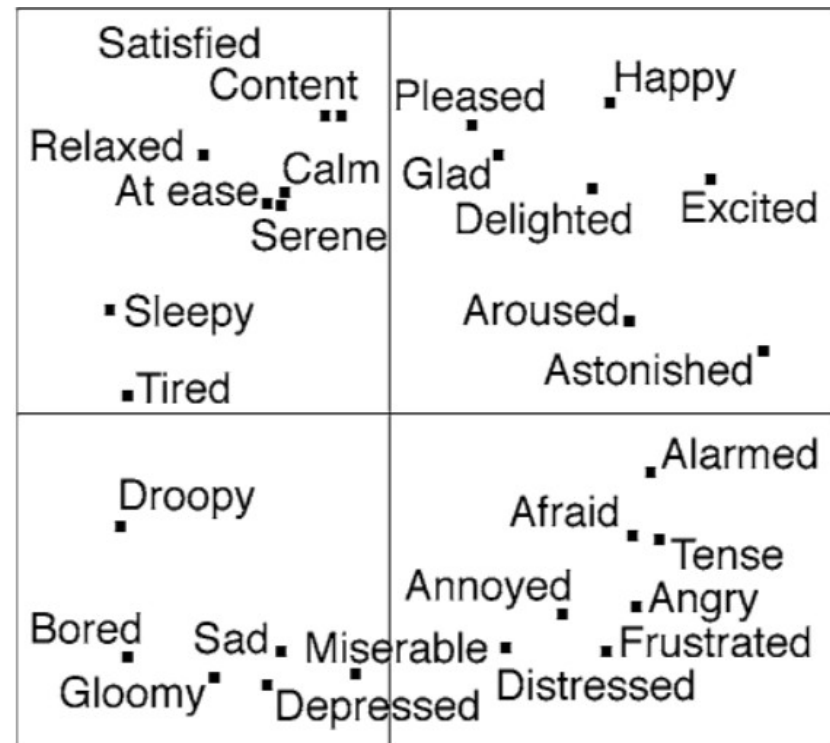 Satisfied
Content
Pleased
Happy
Relaxed
Calm
Glad
At ease
Delighted
Excited
Serene
Sleepy
Aroused
Astonished
Tired
Alarmed
Droopy
Afraid
Tense
Annoyed
Angry
Bored
Sad
Miserable
Frustrated
Gloomy
Depressed
Distressed